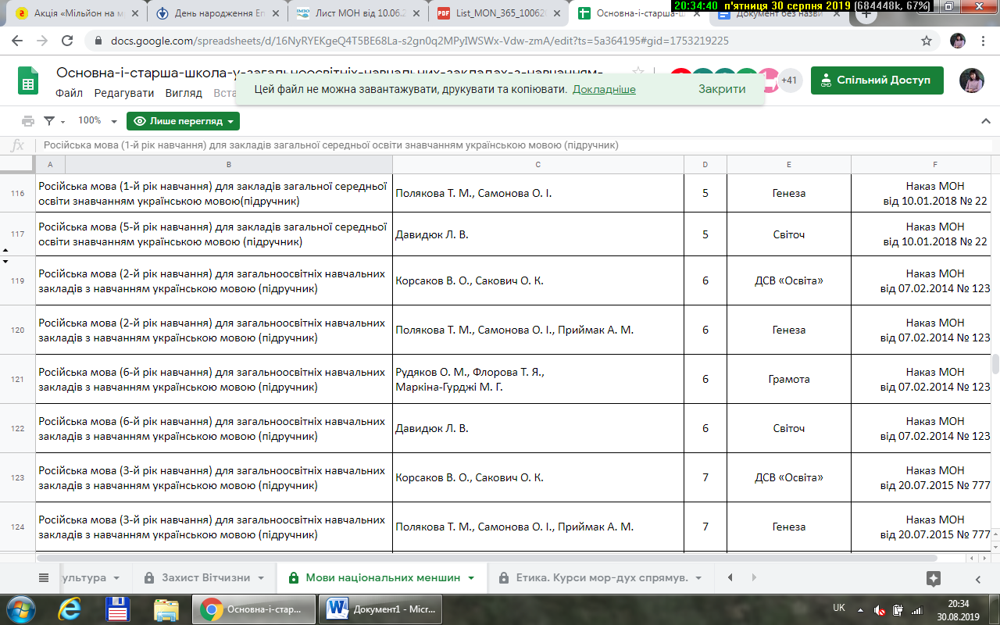 Акція «Мільйон на м
День народження Еп
Лист МОН від 10.06.2
PDF List_MON_365_10062
Основна-і-старша-ш
Документ без назви
20:34:40 п'ятниця 30 серпня 2019 (684448k, 67%)
docs.google.com/spreadsheets/d/16NyRYEKgeQ4T5BE68La-s2gn0q2MPyIWSWx-Vdw-zmA/edit?ts=5a364195#gid=1753219225
Основна-і-старша-школа-у-загальноосвітніх-навчальних-закладах-з-навчанням-
Файл Редагувати Вигляд Вста
Цей файл не можна завантажувати, друкувати та копіювати. Докладніше Закрити
+41
Спільний Доступ
100% Лише перегляд
fx Російська мова (1-й рік навчання) для закладів загальної середньої освіти знавчанням українською мовою (підручник)
A B C D E F
116 Російська мова (1-й рік навчання) для закладів загальної середньої
освіти знавчанням українською мовою(підручник)
Полякова Т. М., Самонова О. І. 5 Генеза
Наказ МОН
від 10.01.2018 № 22
117 Російська мова (5-й рік навчання) для закладів загальної середньої
освіти знавчанням українською мовою (підручник)
Давидюк Л. В. 5 Світоч
Наказ МОН
від 10.01.2018 № 22
119 Російська мова (2-й рік навчання) для загальноосвітніх навчальних
закладів з навчанням українською мовою (підручник)
Корсаков В. О., Сакович О. К. 6 ДСВ «Освіта»
Наказ МОН
від 07.02.2014 № 123
120 Російська мова (2-й рік навчання) для загальноосвітніх навчальних
закладів з навчанням українською мовою (підручник)
Полякова Т. М., Самонова О. І., Приймак А. М. 6 Генеза
Наказ МОН
від 07.02.2014 № 123
121 Російська мова (6-й рік навчання) для загальноосвітніх навчальних
закладів з навчанням українською мовою (підручник)
Рудяков О. М., Флорова Т. Я.,
Маркіна-Гурджі М. Г.
6 Грамота
Наказ МОН
від 07.02.2014 № 123
122 Російська мова (6-й рік навчання) для загальноосвітніх навчальних
закладів з навчанням українською мовою (підручник)
Давидюк Л. В. 6 Світоч
Наказ МОН
від 07.02.2014 № 123
123 Російська мова (3-й рік навчання) для загальноосвітніх навчальних
закладів з навчанням українською мовою (підручник)
Корсаков В. О., Сакович О. К. 7 ДСВ «Освіта»
Наказ МОН
від 20.07.2015 № 777
124 Російська мова (3-й рік навчання) для загальноосвітніх навчальних
закладів з навчанням українською мовою (підручник)
Полякова Т. М., Самонова О. І., Приймак А. М. 7 Генеза
Наказ МОН
від 20.07.2015 № 777
ультура Захист Вітчизни Мови національних меншин Етика. Курси мор-дух спрямув.
Основна-і-стар... Документ1 - Micr... UK 20:34
30.08.2019